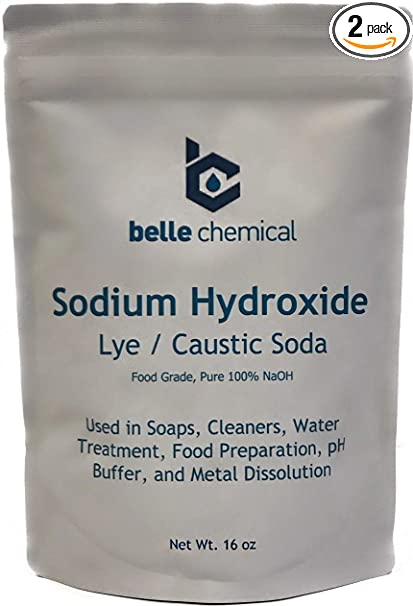 2 pack
belle chemical
Sodium Hydroxide
Lye / Caustic Soda
Food Grade, Pure 100% NaOH
Used in Soaps, Cleaners, Water
Treatment, Food Preparation, pH
Buffer, and Metal Dissolution
Net Wt. 16 oz